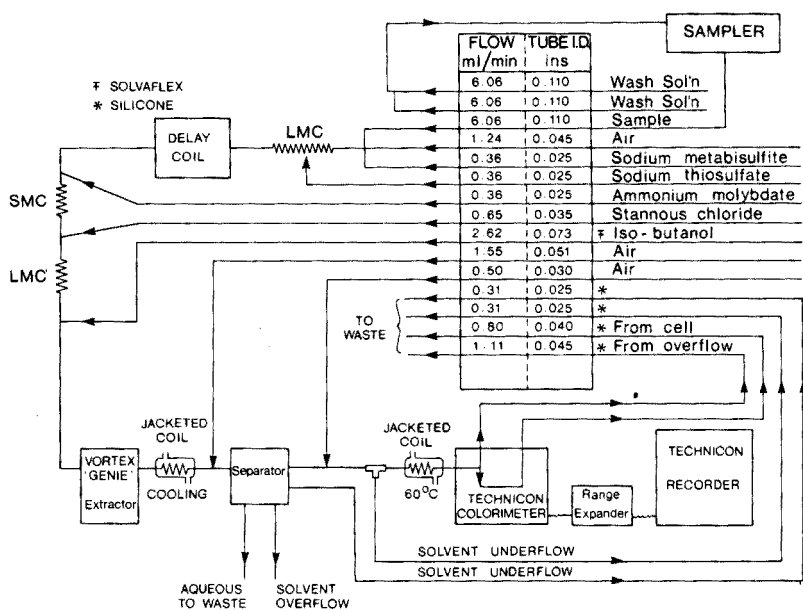 SAMPLER
FLOW TUBE I.D.
ml/min ins
6.06 0.110 Wash Sol'n
6.06 0.110 Wash Sol'n
6.06 0.110 Sample
1.24 0.045 Air
0.36 0.025 Sodium metabisulfite
0.36 0.025 Sodium thiosulfate
0.36 0.025 Ammonium molybdate
0.65 0.035 Stannous chloride
2.62 0.073 ₮ Iso-butanol
1.55 0.051 Air
0.50 0.030 Air
0.31 0.025 *
0.31 0.025 *
0.80 0.040 * From cell
1.11 0.045 * From overflow
₮ SOLVAFLEX
* SILICONE
DELAY
COIL
LMC
SMC
LMC
TO
WASTE
VORTEX
'GENIE'
Extractor
JACKETED
COIL
COOLING
Separator
JACKETED
COIL
60°C
TECHNICON
COLORIMETER
Range
Expander
TECHNICON
RECORDER
SOLVENT UNDERFLOW
SOLVENT UNDERFLOW
AQUEOUS
TO WASTE
SOLVENT
OVERFLOW